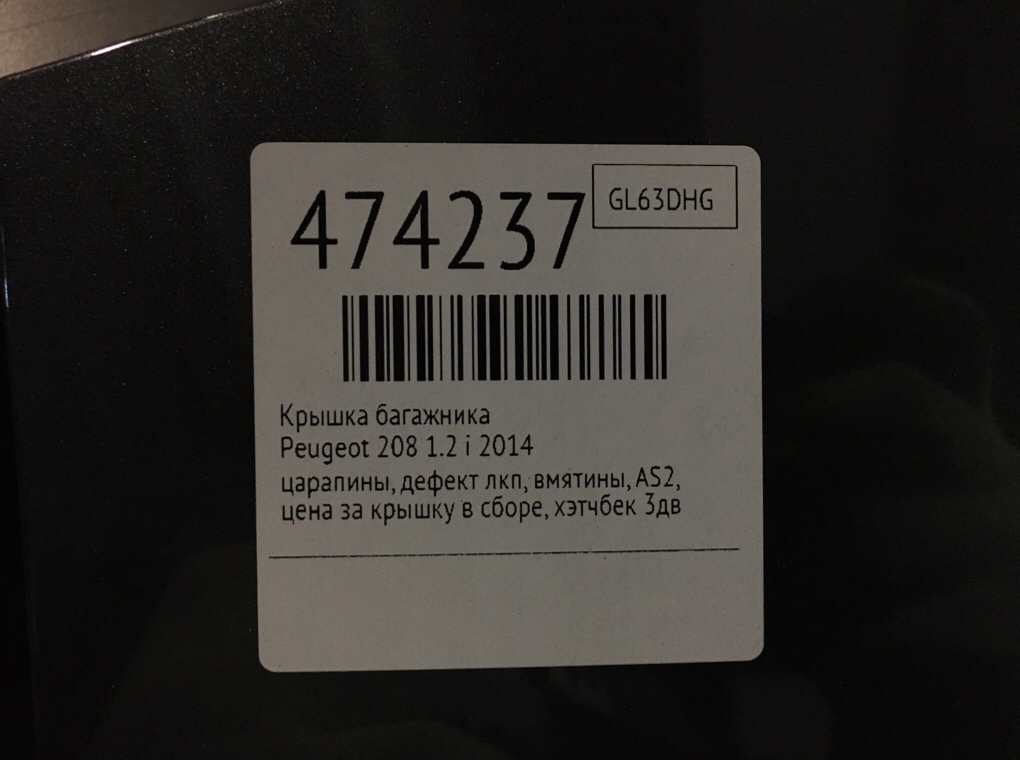 474237
GL63DHG
Крышка багажника
Peugeot 208 1.2 i 2014
царапины, дефект лкп, вмятины, AS2,
цена за крышку в сборе, хэтчбек 3дв